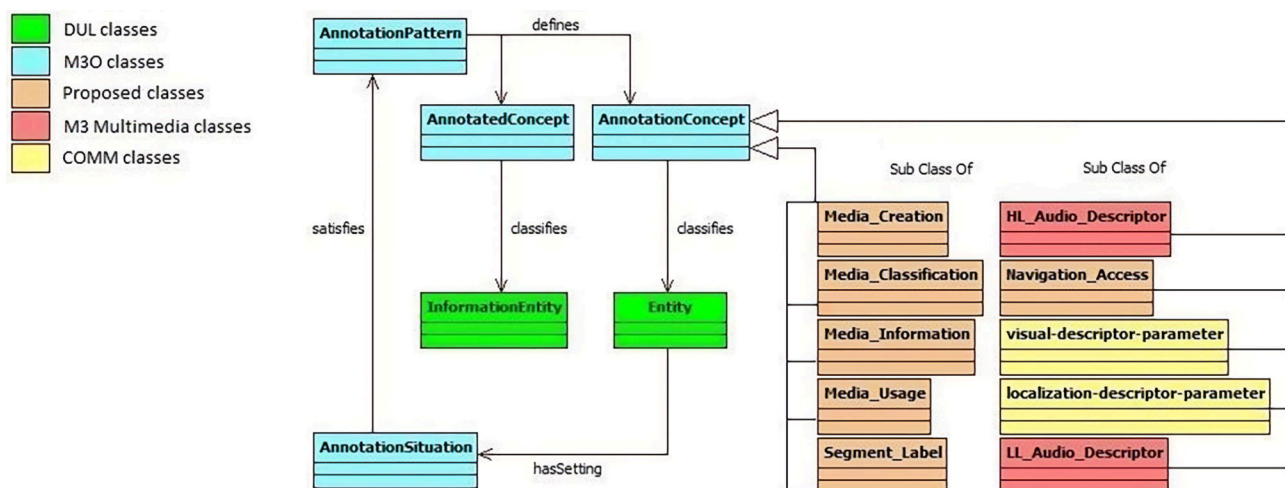 DUL classes
M3O classes
Proposed classes
M3 Multimedia classes
COMM classes
AnnotationPattern
defines
AnnotatedConcept
AnnotationConcept
satisfies
classifies
classifies
InformationEntity
Entity
AnnotationSituation
hasSetting
Sub Class Of
Sub Class Of
Media_Creation
HL_Audio_Descriptor
Media_Classification
Navigation_Access
Media_Information
visual-descriptor-parameter
Media_Usage
localization-descriptor-parameter
Segment_Label
LL_Audio_Descriptor